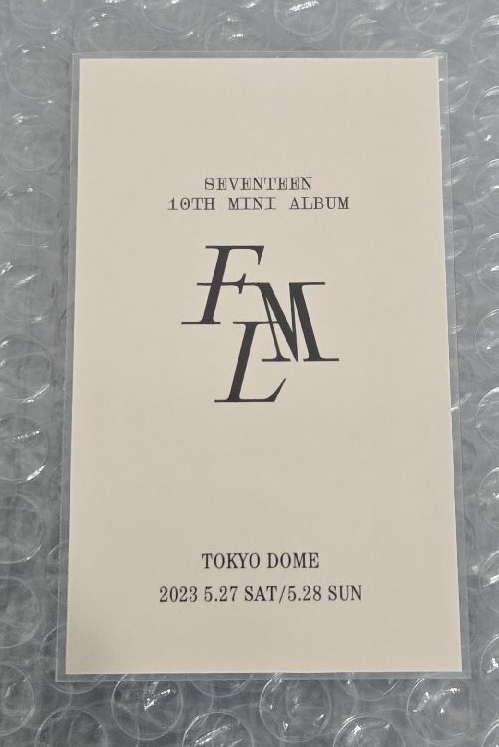 SEVENTEEN
10TH MINI ALBUM
FML
TOKYO DOME
2023 5.27 SAT/5.28 SUN